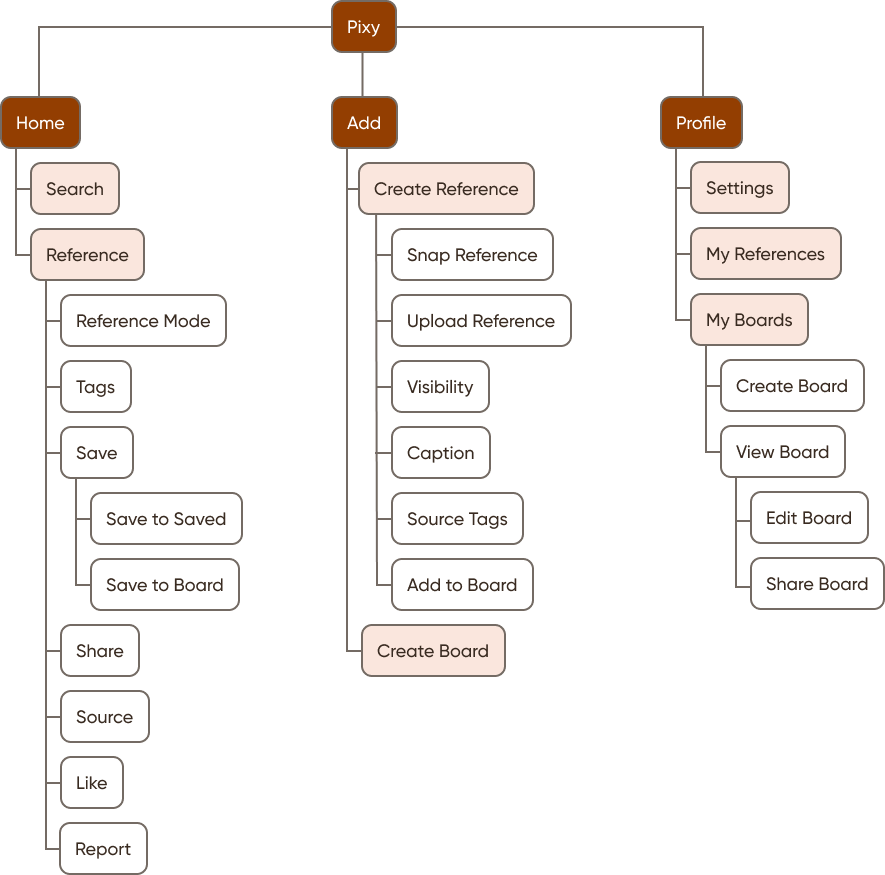 Pixy
Home
Search
Reference
Reference Mode
Tags
Save
Save to Saved
Save to Board
Share
Source
Like
Report
Add
Create Reference
Snap Reference
Upload Reference
Visibility
Caption
Source Tags
Add to Board
Create Board
Profile
Settings
My References
My Boards
Create Board
View Board
Edit Board
Share Board